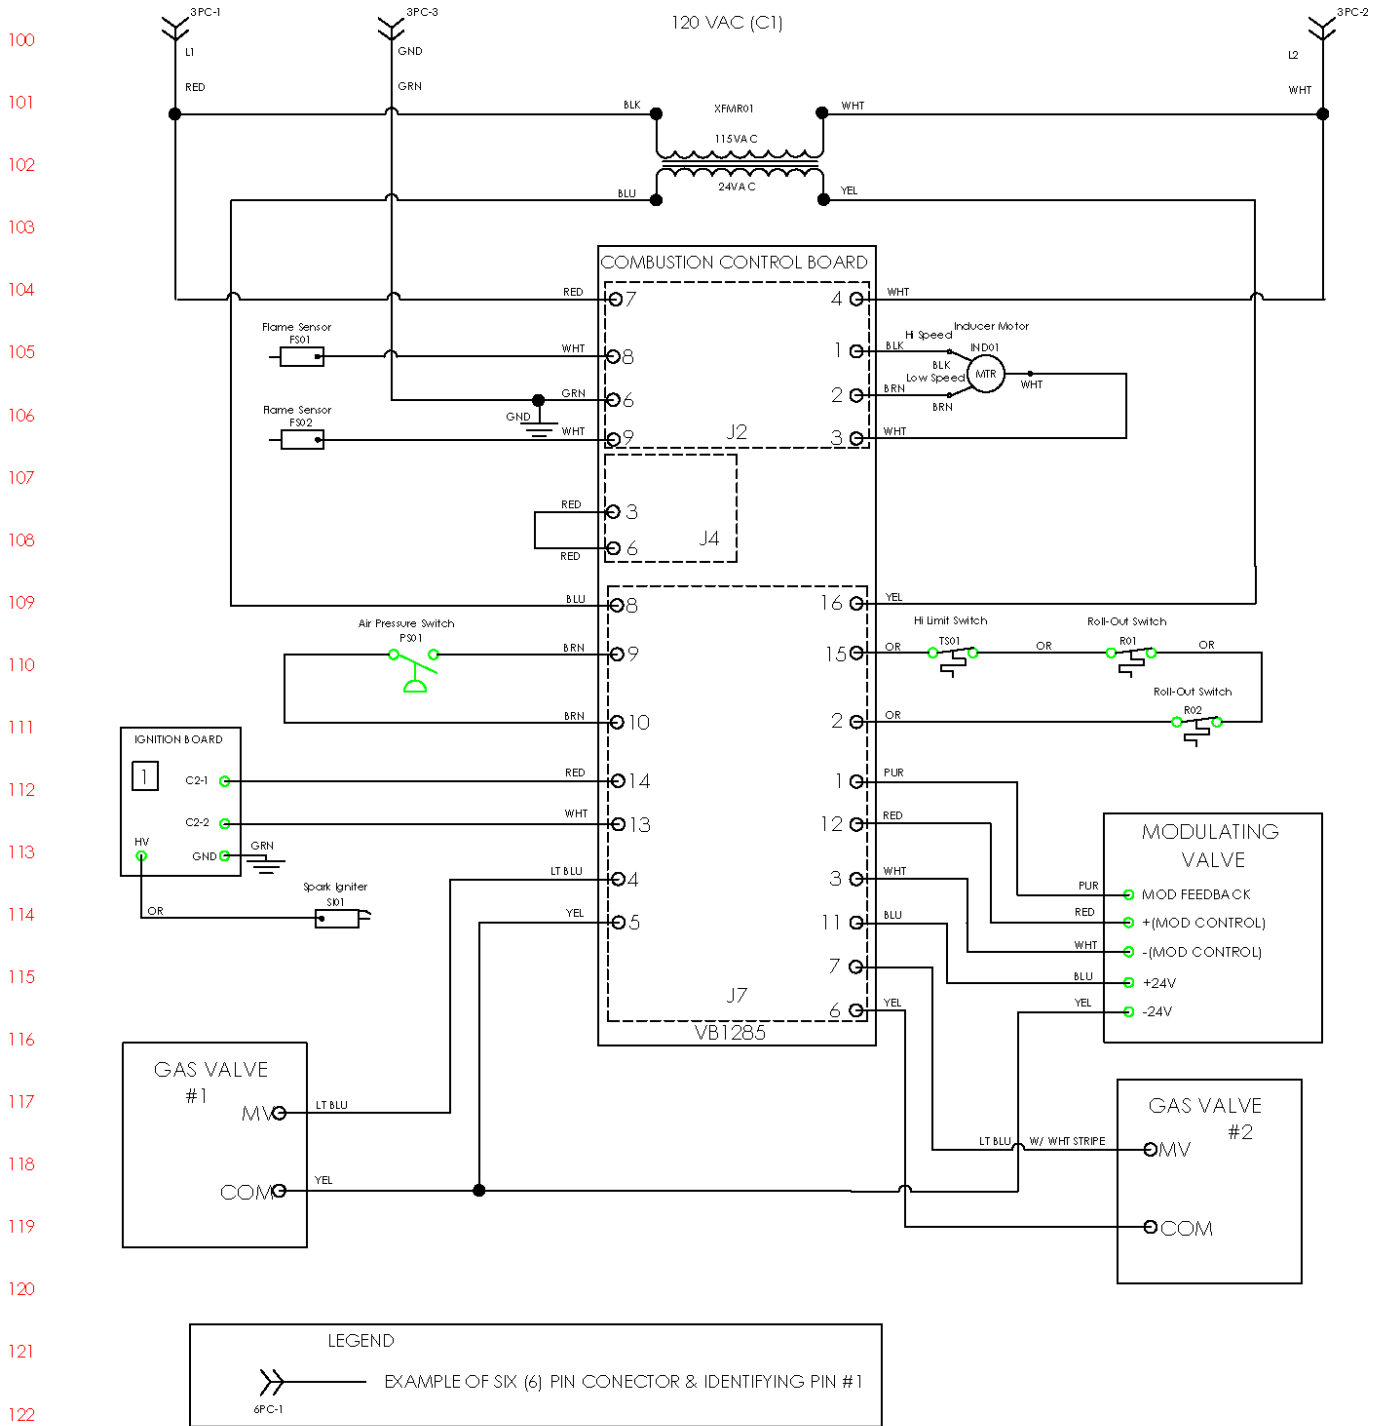 3PC-1
3PC-3
120 VAC (C1)
3PC-2
100
L1
GND
L2
RED
GRN
WHT
101
BLK
XFMR01
WHT
115VAC
102
24VAC
BLU
YEL
103
COMBUSTION CONTROL BOARD
104
RED
7
4
WHT
Flame Sensor
FS01
105
WHT
8
1
BLK
Hi Speed
Inducer Motor
IND01
BLK
MTR
Low Speed
WHT
GRN
6
2
BRN
BRN
106
Flame Sensor
FS02
GND
WHT
9
J2
3
WHT
107
RED
3
108
J4
RED
6
109
BLU
8
16
YEL
Air Pressure Switch
PS01
Hi Limit Switch
TS01
Roll-Out Switch
R01
110
BRN
9
15
OR
OR
OR
Roll-Out Switch
R02
111
BRN
10
2
OR
IGNITION BOARD
1
C2-1
112
RED
14
1
PUR
C2-2
WHT
13
12
RED
MODULATING
VALVE
113
HV
GND
GRN
LT BLU
4
3
WHT
PUR
MOD FEEDBACK
Spark Igniter
SI01
114
OR
YEL
5
11
BLU
RED
+(MOD CONTROL)
WHT
-(MOD CONTROL)
115
7
BLU
+24V
J7
6
YEL
YEL
-24V
116
VB1285
GAS VALVE
#1
117
MV
LT BLU
GAS VALVE
#2
118
LT BLU
W/ WHT STRIPE
MV
COM
YEL
119
COM
120
121
LEGEND
EXAMPLE OF SIX (6) PIN CONECTOR & IDENTIFYING PIN #1
6PC-1
122